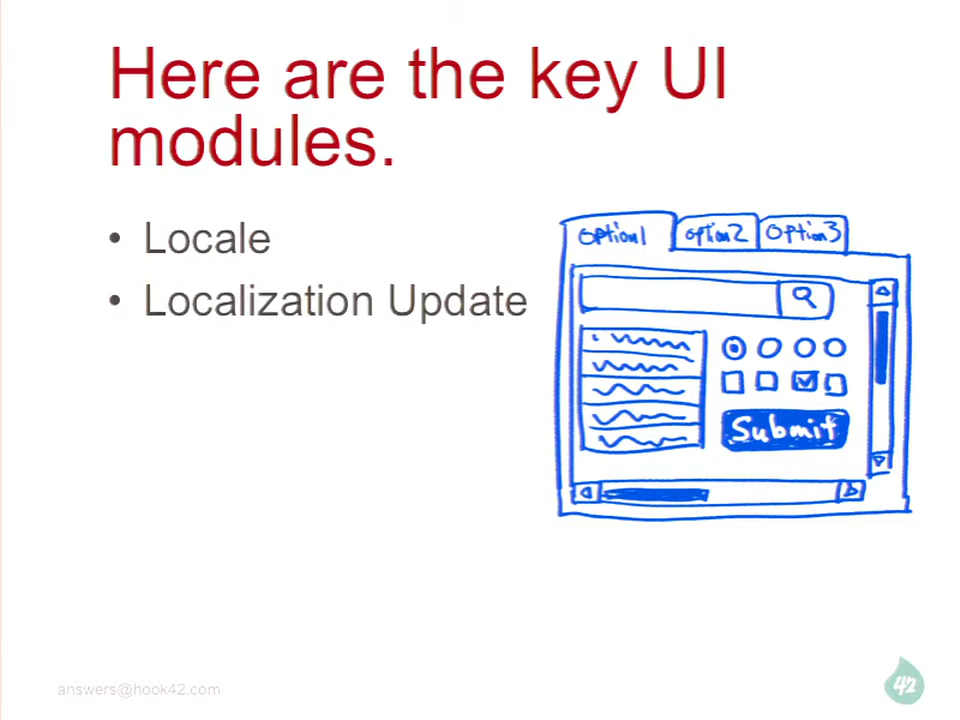 Here are the key UI
modules.
• Locale
• Localization Update
Option1 Option2 Option3
Submit
answers@hook42.com
42